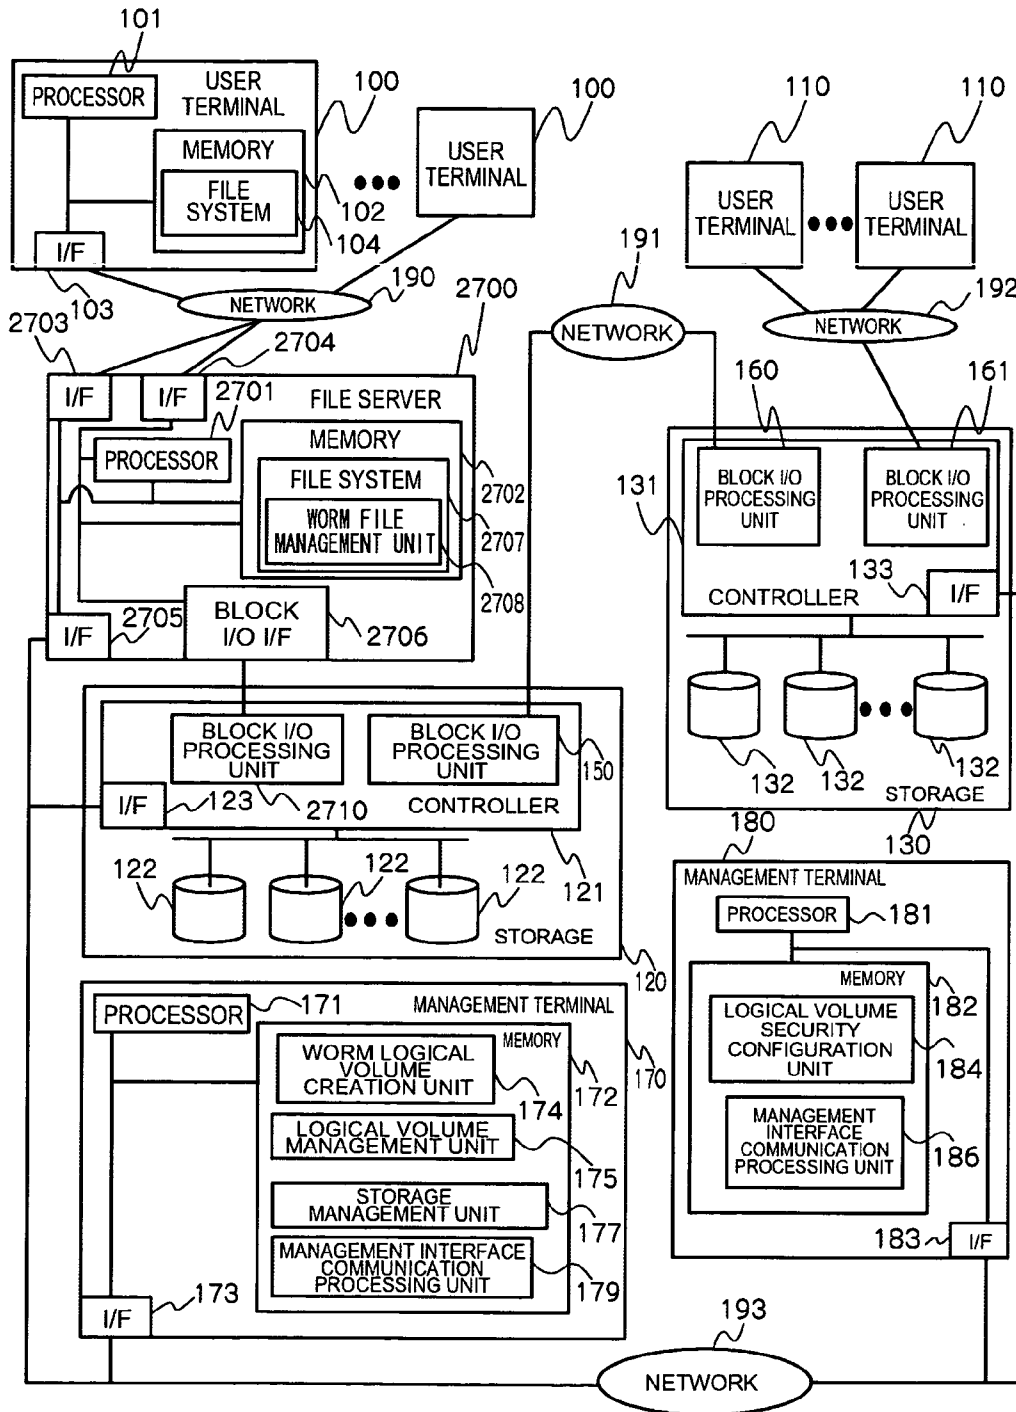 101
USER
TERMINAL
PROCESSOR
100
MEMORY
FILE
SYSTEM
102
104
I/F
103
100
USER
TERMINAL
110
USER
TERMINAL
110
USER
TERMINAL
NETWORK
190
191
NETWORK
192
NETWORK
2703
2704
2700
I/F
I/F
FILE SERVER
2701
PROCESSOR
MEMORY
FILE SYSTEM
WORM FILE
MANAGEMENT UNIT
2702
2707
2708
I/F
2705
BLOCK
I/O I/F
2706
160
161
BLOCK I/O
PROCESSING
UNIT
BLOCK I/O
PROCESSING
UNIT
131
133
CONTROLLER
I/F
132
132
132
STORAGE
130
BLOCK I/O
PROCESSING
UNIT
BLOCK I/O
PROCESSING
UNIT
150
I/F
123
2710
CONTROLLER
121
122
122
122
STORAGE
120
180
MANAGEMENT TERMINAL
PROCESSOR
181
MEMORY
182
LOGICAL VOLUME
SECURITY
CONFIGURATION
UNIT
184
MANAGEMENT
INTERFACE
COMMUNICATION
PROCESSING UNIT
186
183
I/F
171
PROCESSOR
MANAGEMENT TERMINAL
170
MEMORY
172
WORM LOGICAL
VOLUME
CREATION UNIT
174
LOGICAL VOLUME
MANAGEMENT UNIT
175
STORAGE
MANAGEMENT UNIT
177
MANAGEMENT INTERFACE
COMMUNICATION
PROCESSING UNIT
179
I/F
173
193
NETWORK